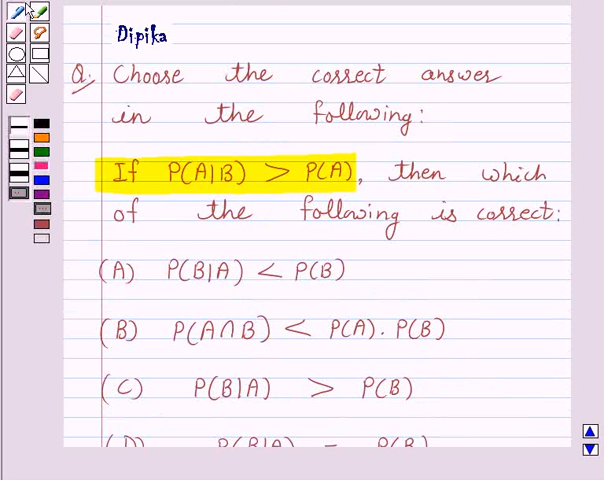 Dipika
Q. Choose the correct answer
in the following:
If P(A|B) > P(A), then which
of the following is correct:
(A) P(B|A) < P(B)
(B) P(A∩B) < P(A). P(B)
(C) P(B|A) > P(B)
(D) P(B|A) = P(B)